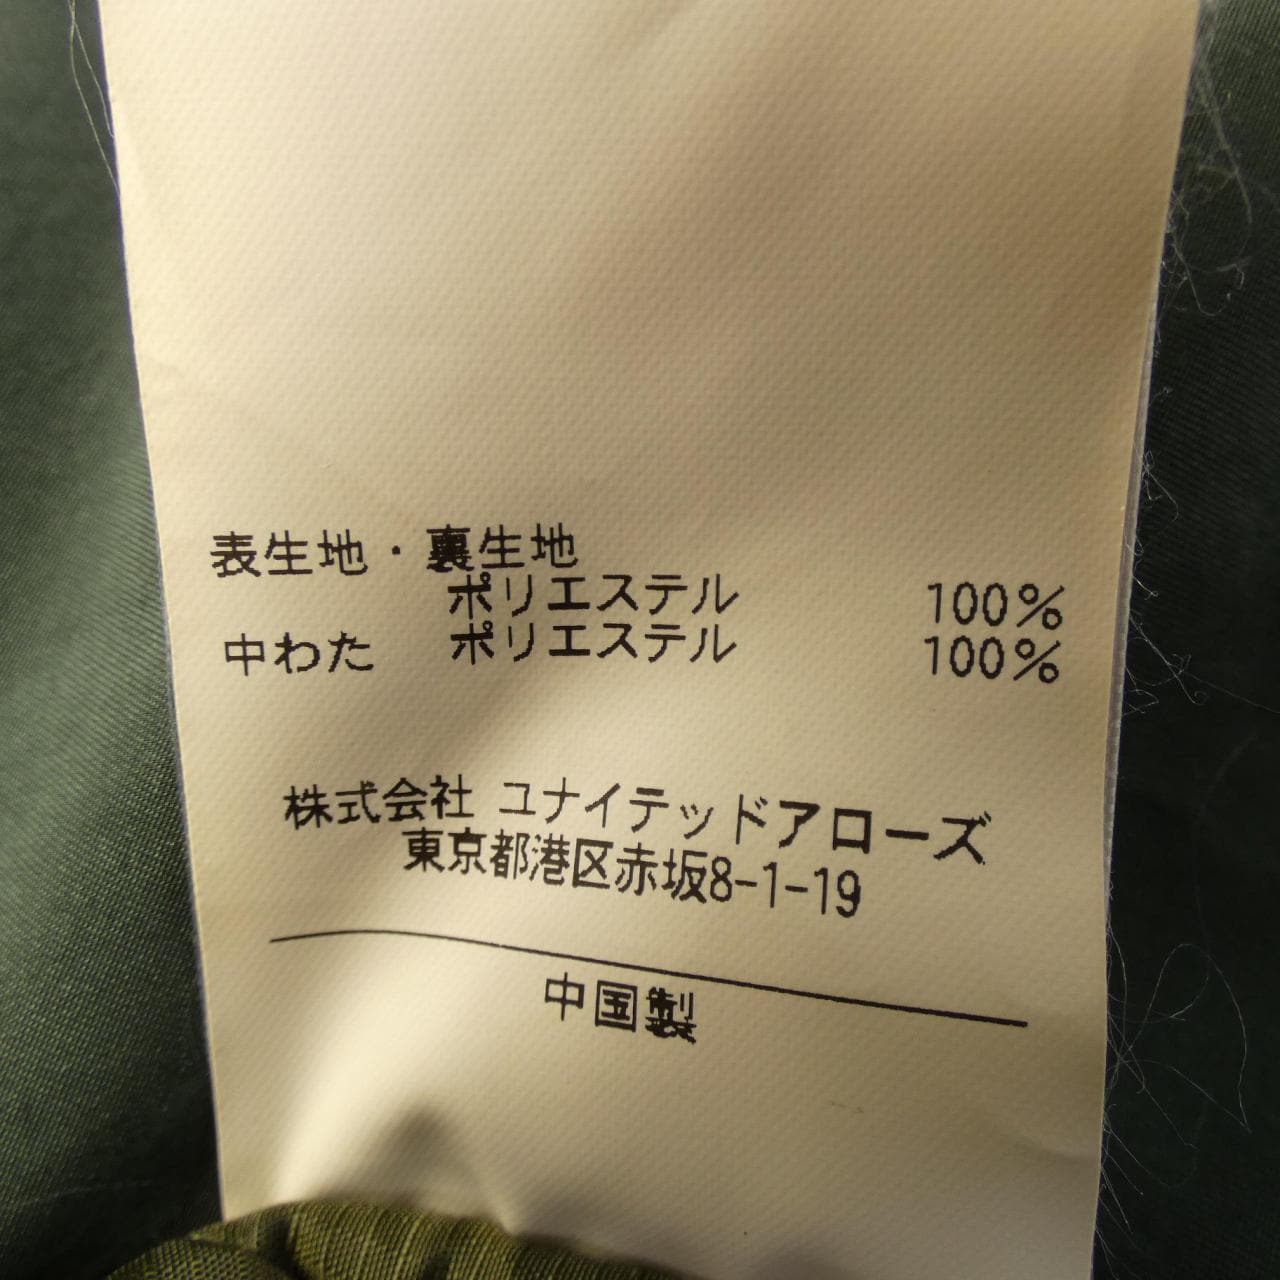 表生地・裏生地
ポリエステル 100%
中わた ポリエステル 100%
株式会社 ユナイテッドアローズ
東京都港区赤坂8-1-19
中国製